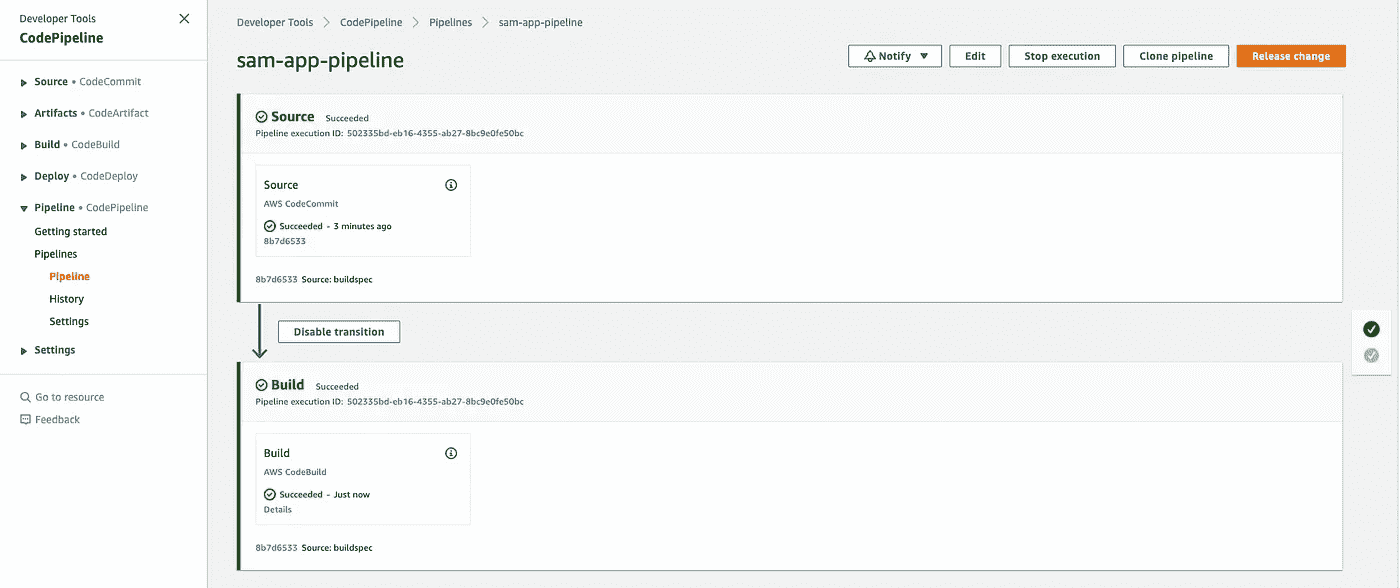 Developer Tools
CodePipeline
Source • CodeCommit
Artifacts • CodeArtifact
Build • CodeBuild
Deploy • CodeDeploy
Pipeline • CodePipeline
Getting started
Pipelines
Pipeline
History
Settings
Settings
Go to resource
Feedback
Developer Tools > CodePipeline > Pipelines > sam-app-pipeline
sam-app-pipeline
Notify Edit Stop execution Clone pipeline Release change
Source Succeeded
Pipeline execution ID: 502335bd-eb16-4355-ab27-8bc9e0fe50bc
Source
AWS CodeCommit
Succeeded - 3 minutes ago
8b7d6533
8b7d6533 Source: buildspec
Disable transition
Build Succeeded
Pipeline execution ID: 502335bd-eb16-4355-ab27-8bc9e0fe50bc
Build
AWS CodeBuild
Succeeded - Just now
Details
8b7d6533 Source: buildspec